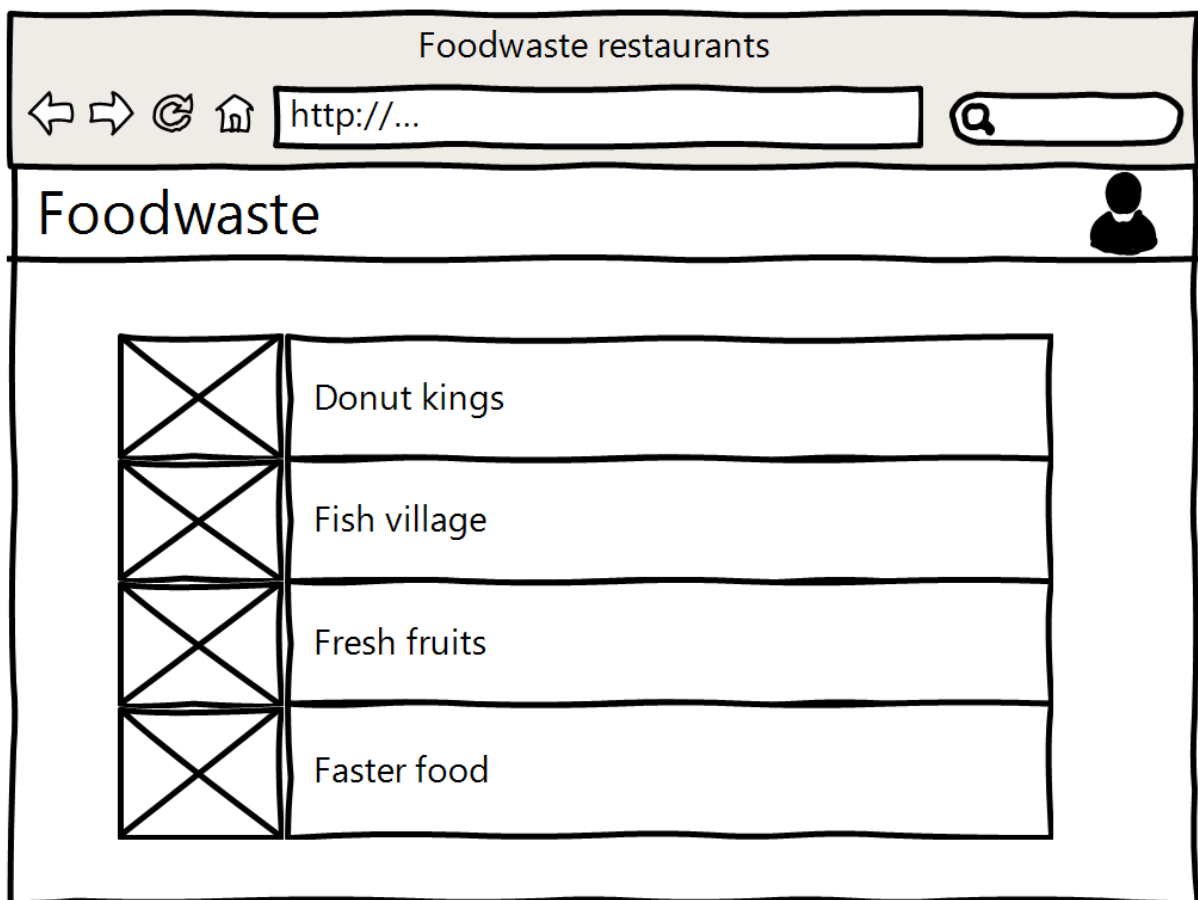 Foodwaste restaurants
http://...
Foodwaste
Donut kings
Fish village
Fresh fruits
Faster food